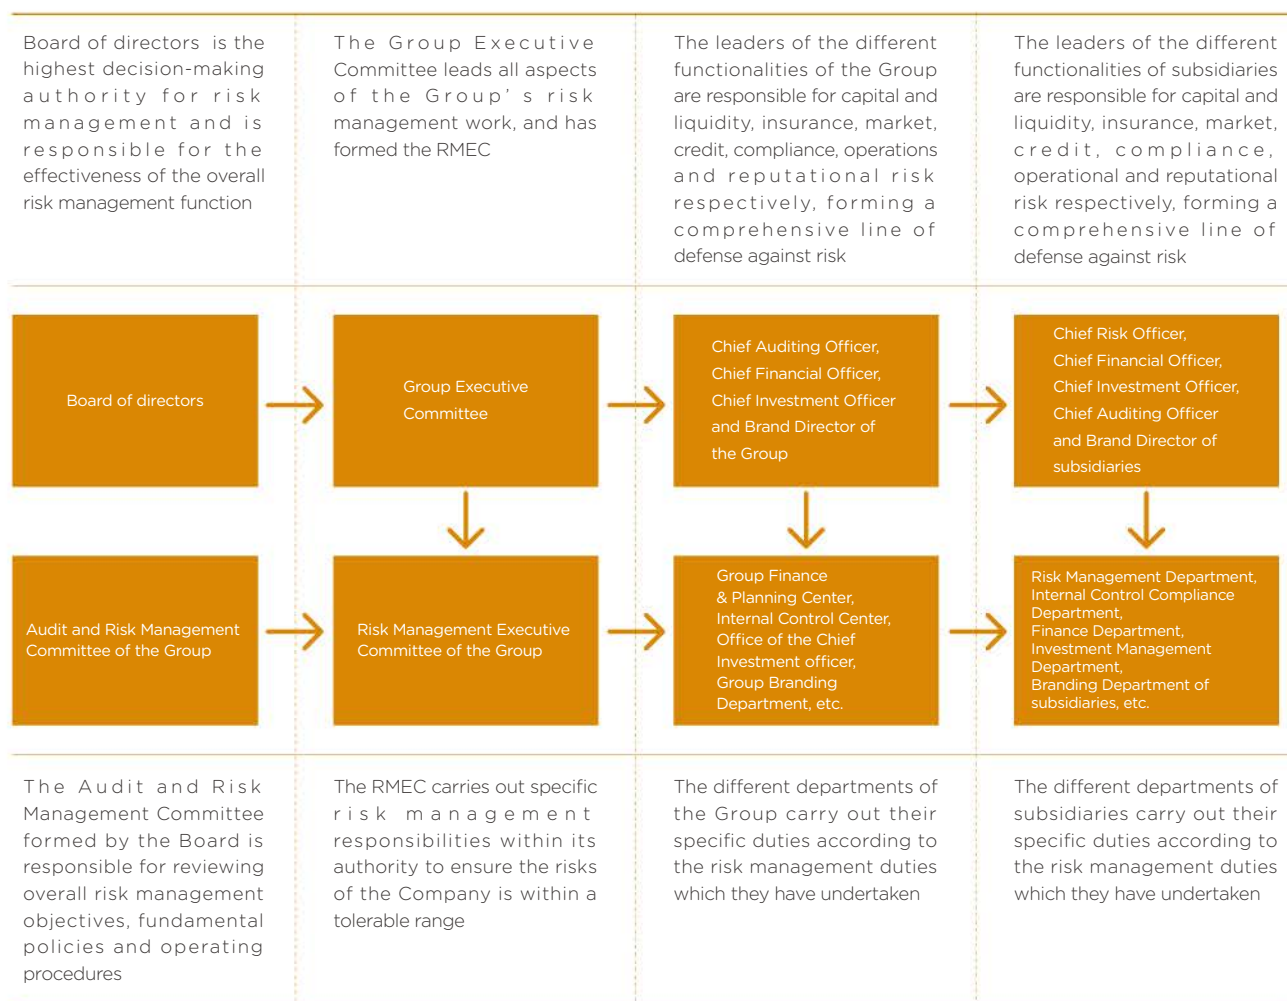 Board of directors is the
highest decision-making
authority for risk
management and is
responsible for the
effectiveness of the overall
risk management function
The Group Executive
Committee leads all aspects
of the Group's risk
management work, and has
formed the RMEC
The leaders of the different
functionalities of the Group
are responsible for capital and
liquidity, insurance, market,
credit, compliance, operations
and reputational risk
respectively, forming a
comprehensive line of
defense against risk
The leaders of the different
functionalities of subsidiaries
are responsible for capital and
liquidity, insurance, market,
credit, compliance,
operational and reputational
risk respectively, forming a
comprehensive line of
defense against risk
Board of directors
Group Executive
Committee
Chief Auditing Officer,
Chief Financial Officer,
Chief Investment Officer
and Brand Director of
the Group
Chief Risk Officer,
Chief Financial Officer,
Chief Investment Officer,
Chief Auditing Officer
and Brand Director of
subsidiaries
Audit and Risk Management
Committee of the Group
Risk Management Executive
Committee of the Group
Group Finance
& Planning Center,
Internal Control Center,
Office of the Chief
Investment officer,
Group Branding
Department, etc.
Risk Management Department,
Internal Control Compliance
Department,
Finance Department,
Investment Management
Department,
Branding Department of
subsidiaries, etc.
The Audit and Risk
Management Committee
formed by the Board is
responsible for reviewing
overall risk management
objectives, fundamental
policies and operating
procedures
The RMEC carries out specific
risk management
responsibilities within its
authority to ensure the risks
of the Company is within a
tolerable range
The different departments of
the Group carry out their
specific duties according to
the risk management duties
which they have undertaken
The different departments of
subsidiaries carry out their
specific duties according to
the risk management duties
which they have undertaken